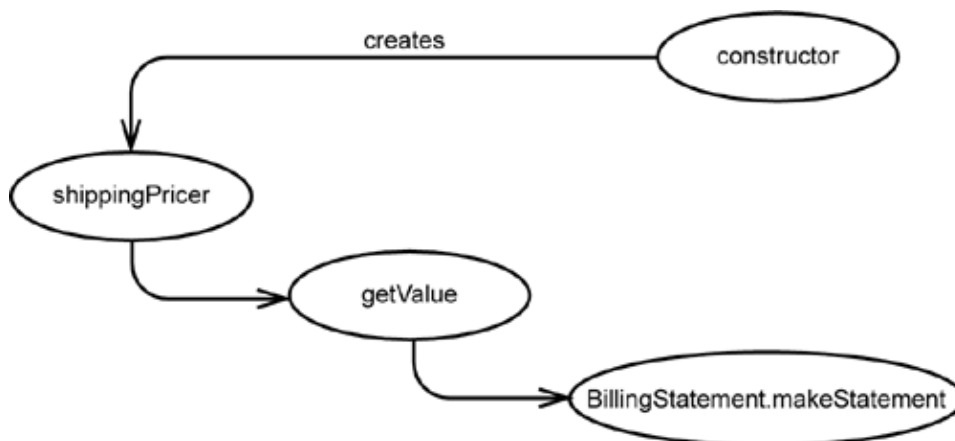 creates
constructor
shippingPricer
getValue
BillingStatement.makeStatement